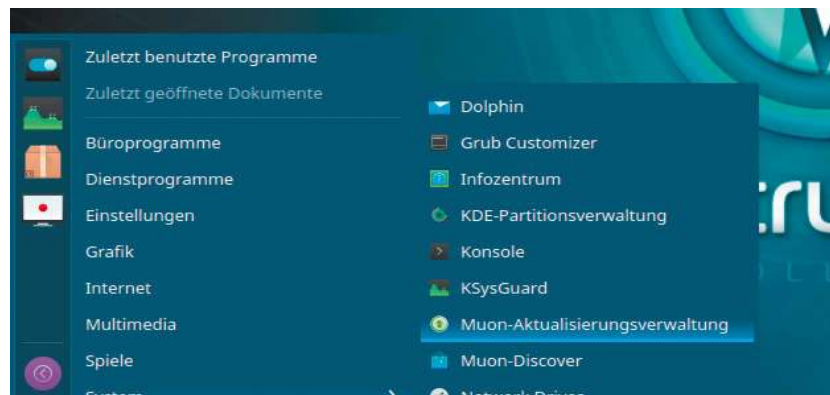 Zuletzt benutzte Programme
Zuletzt geöffnete Dokumente
Büroprogramme
Dienstprogramme
Einstellungen
Grafik
Internet
Multimedia
Spiele
System
Dolphin
Grub Customizer
Infozentrum
KDE-Partitionsverwaltung
Konsole
KSysGuard
Muon-Aktualisierungsverwaltung
Muon-Discover